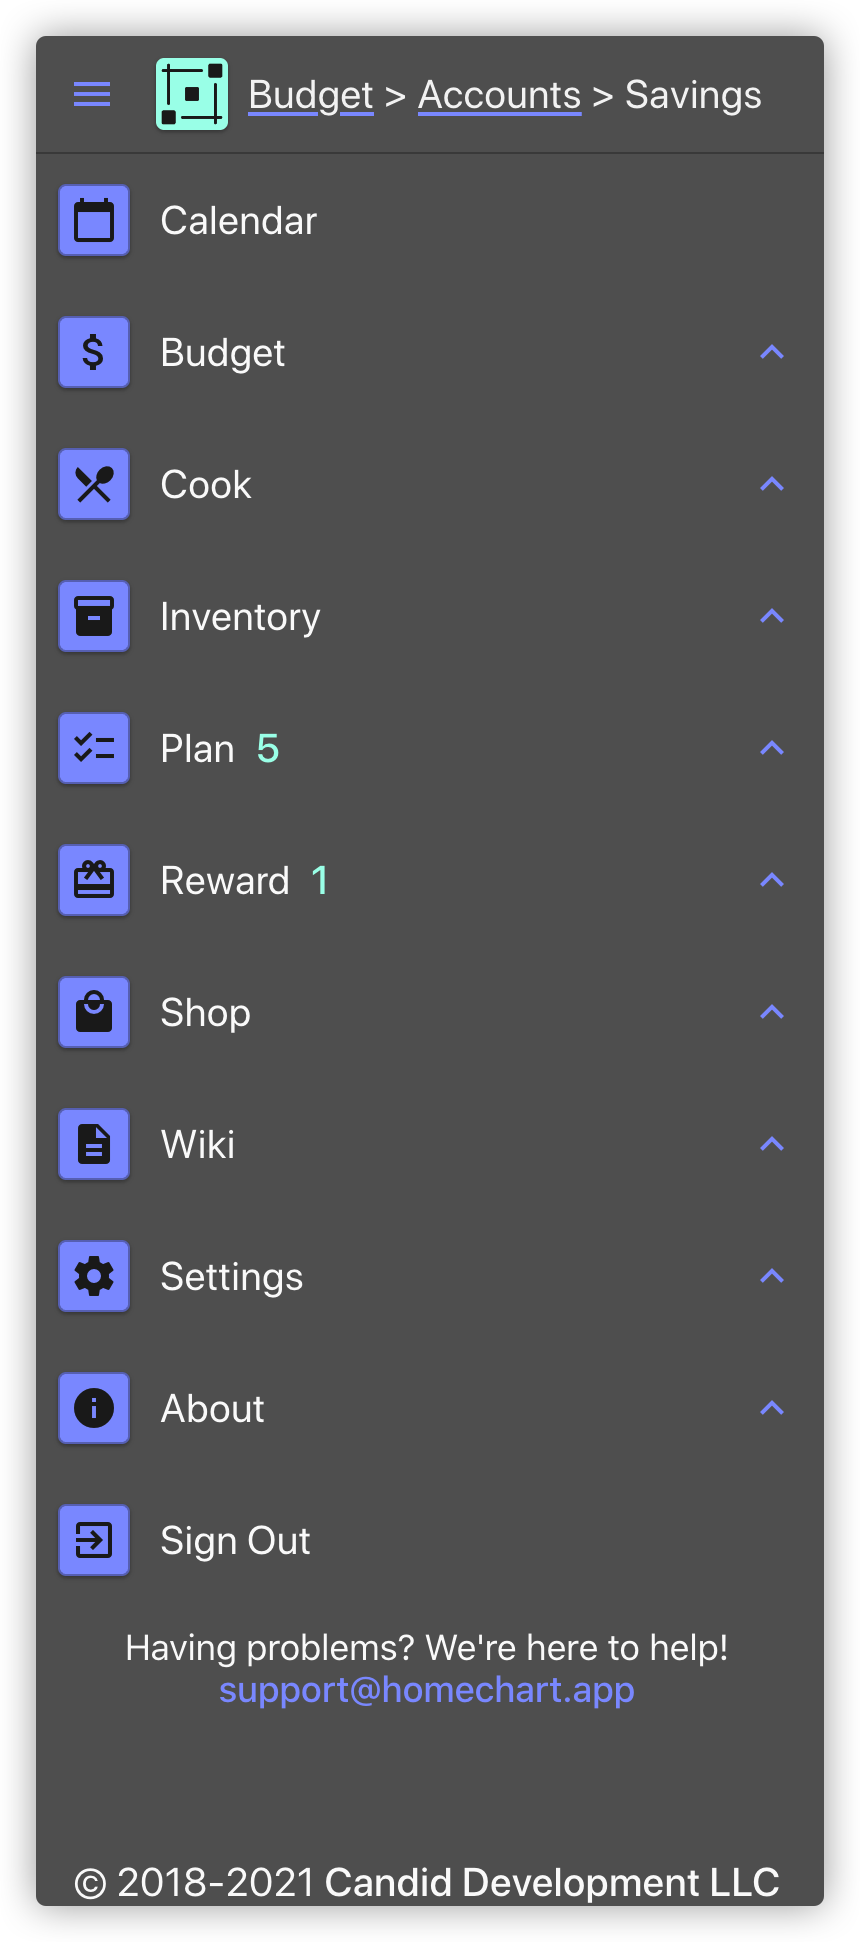 Budget > Accounts > Savings
Calendar
Budget
Cook
Inventory
Plan 5
Reward 1
Shop
Wiki
Settings
About
Sign Out
Having problems? We're here to help!
support@homechart.app
© 2018-2021 Candid Development LLC